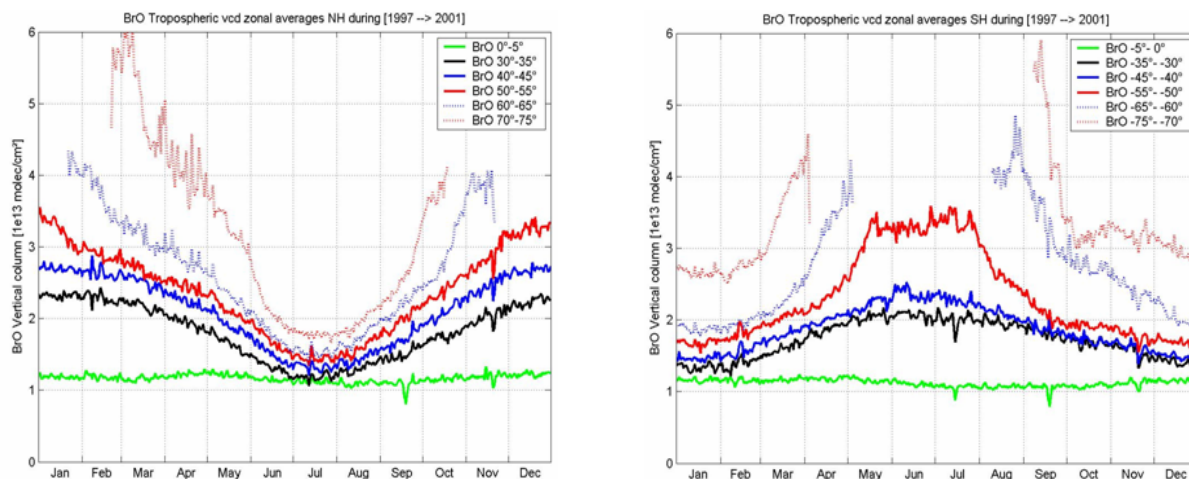 BrO Tropospheric vcd zonal averages NH during [1997 --> 2001]
BrO Vertical column [1e13 molec/cm²]
6
5
4
3
2
1
0
BrO 0°-5°
BrO 30°-35°
BrO 40°-45°
BrO 50°-55°
BrO 60°-65°
BrO 70°-75°
Jan Feb Mar Apr May Jun Jul Aug Sep Oct Nov Dec
BrO Tropospheric vcd zonal averages SH during [1997 --> 2001]
BrO Vertical column [1e13 molec/cm²]
6
5
4
3
2
1
0
BrO -5°- 0°
BrO -35°- -30°
BrO -45°- -40°
BrO -55°- -50°
BrO -65°- -60°
BrO -75°- -70°
Jan Feb Mar Apr May Jun Jul Aug Sep Oct Nov Dec